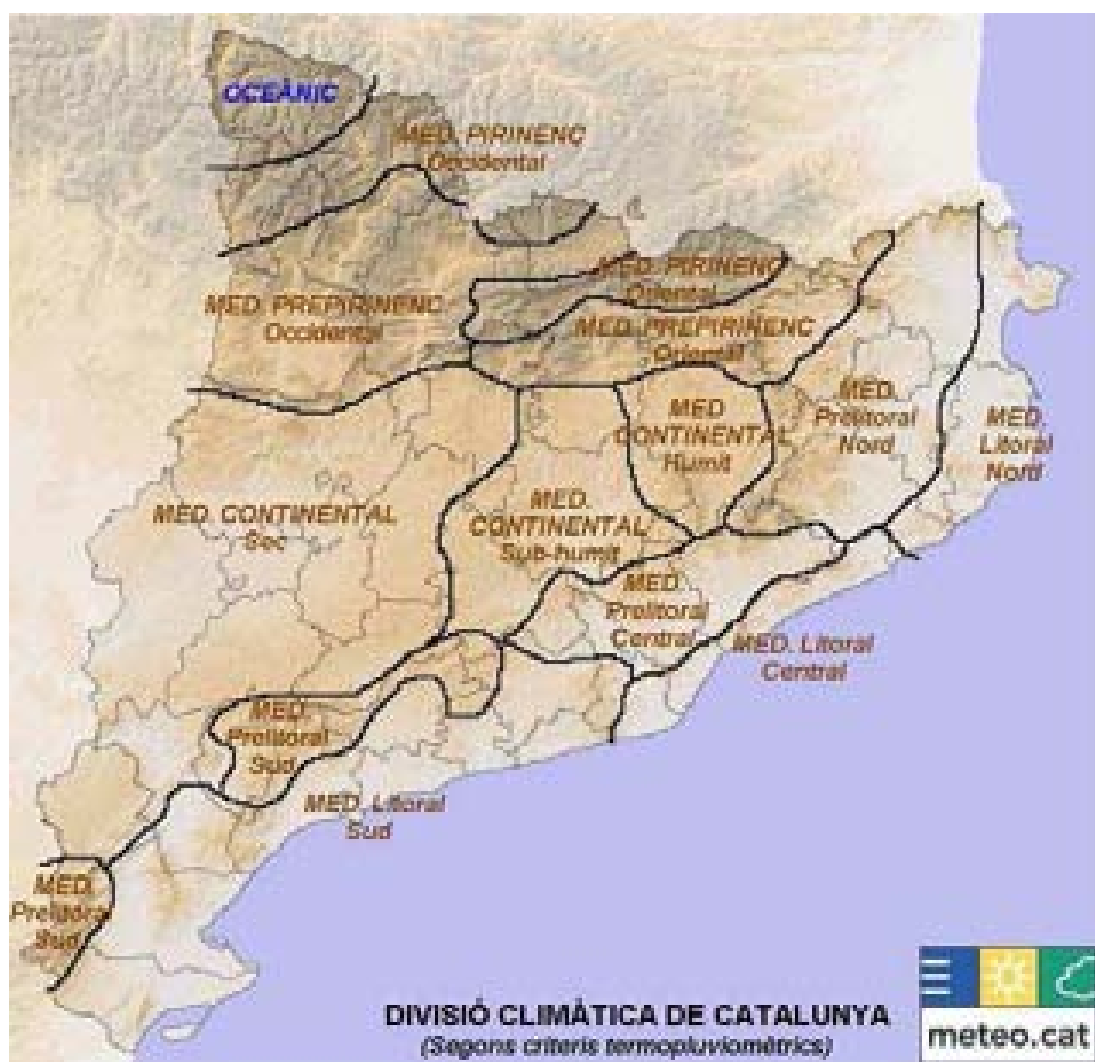 OCEÀNIC
MED. PIRINENC
Occidental
MED. PIRINENC
Oriental
MED. PREPIRINENC
Occidental
MED. PREPIRINENC
Oriental
MED.
Prelitoral
Nord
MED.
Litoral
Nord
MED.
CONTINENTAL
Humit
MED. CONTINENTAL
Sec
MED.
CONTINENTAL
Sub-humit
MED.
Prelitoral
Central
MED. Litoral
Central
MED.
Prelitoral
Sud
MED. Litoral
Sud
MED.
Prelitoral
Sud
DIVISIÓ CLIMÀTICA DE CATALUNYA
(Segons criteris termopluviomètrics)
meteo.cat